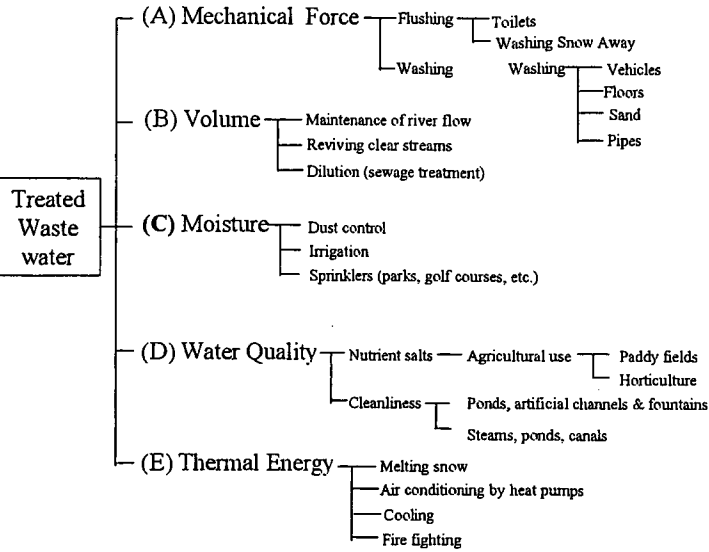 (A) Mechanical Force
Flushing
Toilets
Washing Snow Away
Washing
Washing
Vehicles
Floors
Sand
Pipes
(B) Volume
Maintenance of river flow
Reviving clear streams
Dilution (sewage treatment)
Treated
Waste
water
(C) Moisture
Dust control
Irrigation
Sprinklers (parks, golf courses, etc.)
(D) Water Quality
Nutrient salts
Agricultural use
Paddy fields
Horticulture
Cleanliness
Ponds, artificial channels & fountains
Steams, ponds, canals
(E) Thermal Energy
Melting snow
Air conditioning by heat pumps
Cooling
Fire fighting